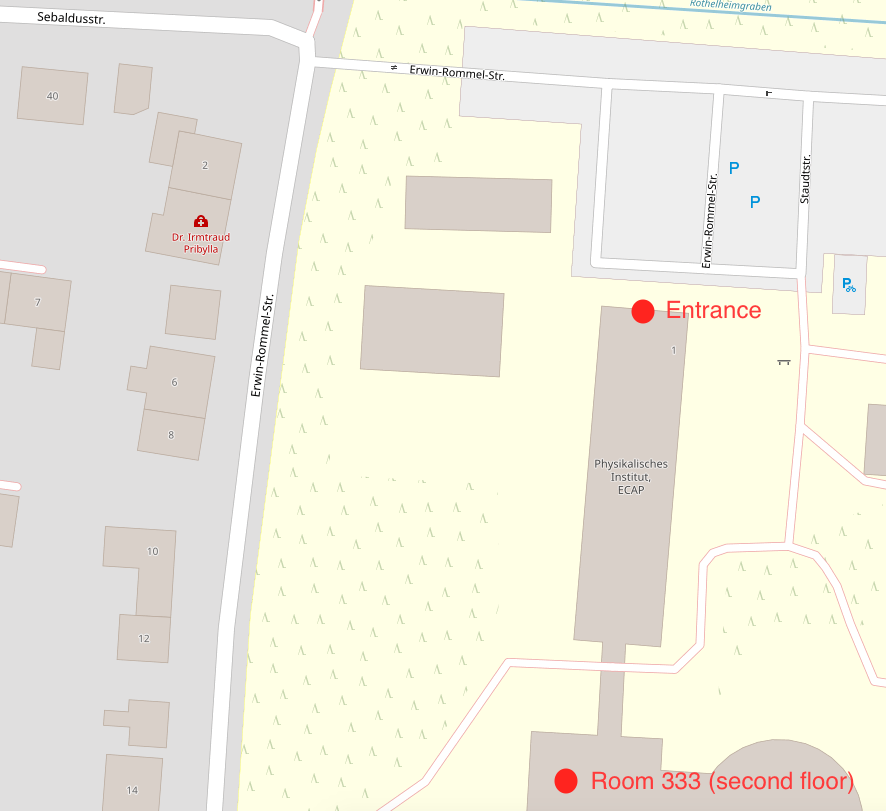 Rothelheimgraben
Sebaldusstr.
Erwin-Rommel-Str.
40
2
P
P
Staudtstr.
Erwin-Rommel-Str.
Dr. Irmtraud
Pribylla
7
P
Entrance
1
Erwin-Rommel-Str.
6
8
Physikalisches
Institut,
ECAP
10
12
Room 333 (second floor)
14